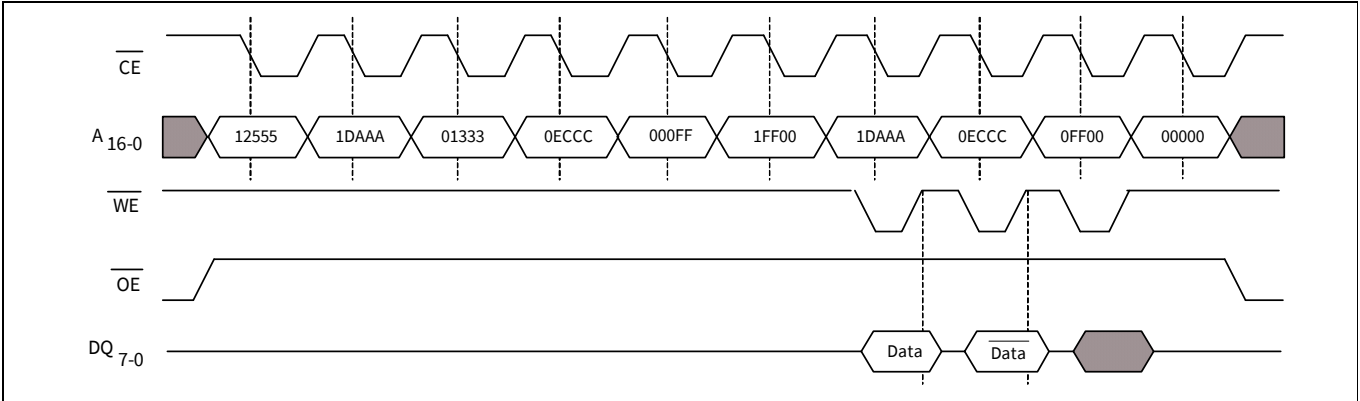 CE
A 16-0 12555 1DAAA 01333 0ECCC 000FF 1FF00 1DAAA 0ECCC 0FF00 00000
WE
OE
DQ 7-0 Data Data